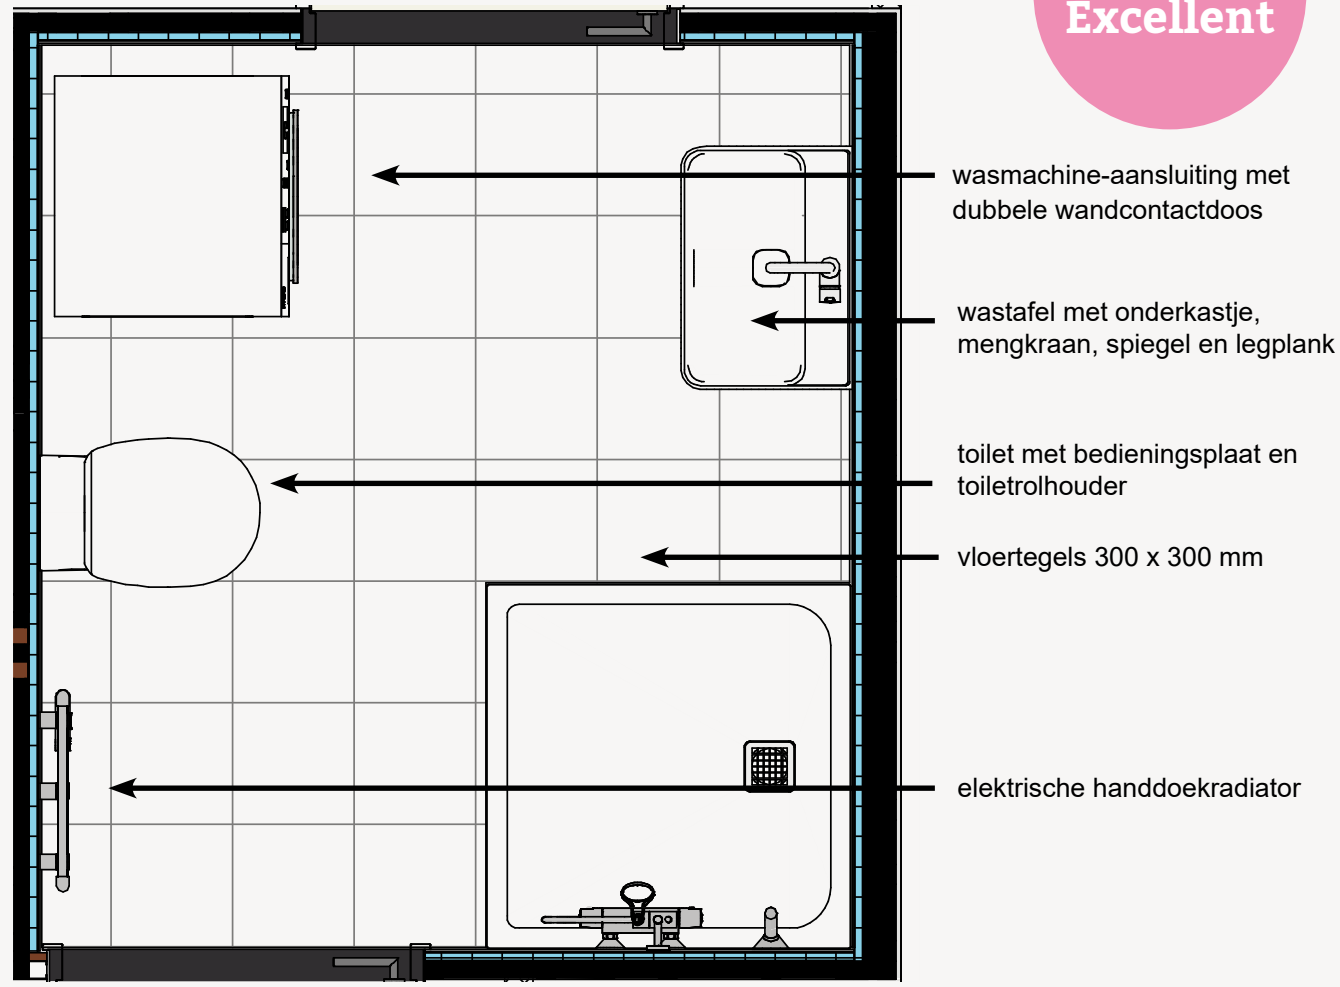 Excellent
wasmachine-aansluiting met
dubbele wandcontactdoos
wastafel met onderkastje,
mengkraan, spiegel en legplank
toilet met bedieningsplaat en
toiletrolhouder
vloertegels 300 x 300 mm
elektrische handdoekradiator